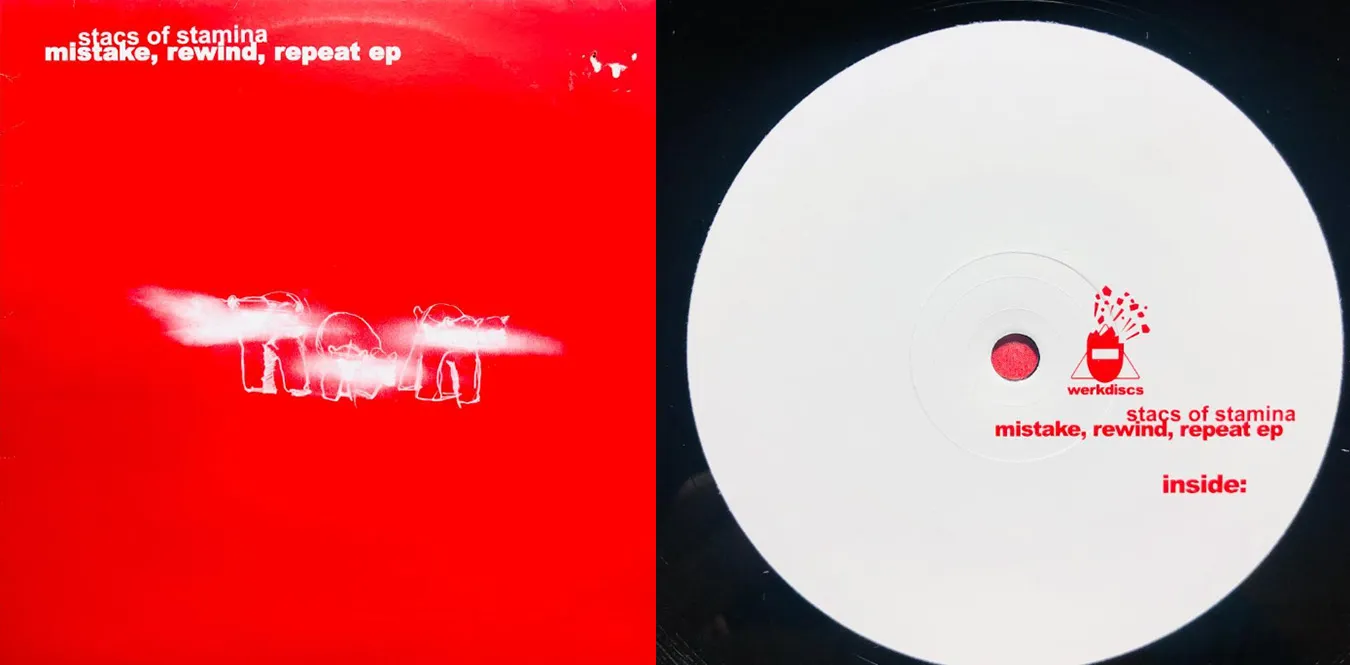 stacs of stamina
mistake, rewind, repeat ep
werkdiscs
stacs of stamina
mistake, rewind, repeat ep
inside: